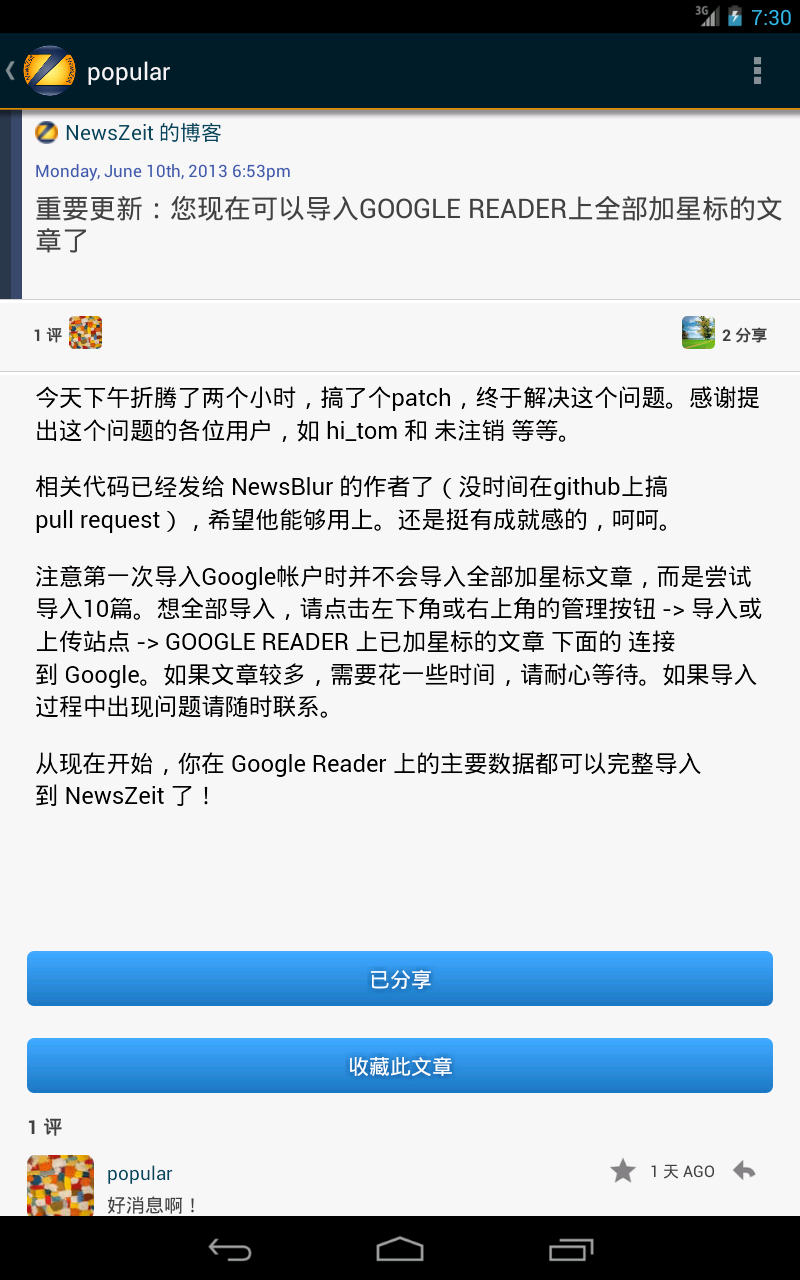 3G 7:30
popular
NewsZeit 的博客
Monday, June 10th, 2013 6:53pm
重要更新：您现在可以导入GOOGLE READER上全部加星标的文
章了
1 评
2 分享
今天下午折腾了两个小时，搞了个patch，终于解决这个问题。感谢提
出这个问题的各位用户，如 hi_tom 和 未注销 等等。
相关代码已经发给 NewsBlur 的作者了（没时间在github上搞
pull request），希望他能够用上。还是挺有成就感的，呵呵。
注意第一次导入Google帐户时并不会导入全部加星标文章，而是尝试
导入10篇。想全部导入，请点击左下角或右上角的管理按钮 -> 导入或
上传站点 -> GOOGLE READER 上已加星标的文章 下面的 连接
到 Google。如果文章较多，需要花一些时间，请耐心等待。如果导入
过程中出现问题请随时联系。
从现在开始，你在 Google Reader 上的主要数据都可以完整导入
到 NewsZeit 了！
已分享
收藏此文章
1 评
popular
1 天 AGO
好消息啊！